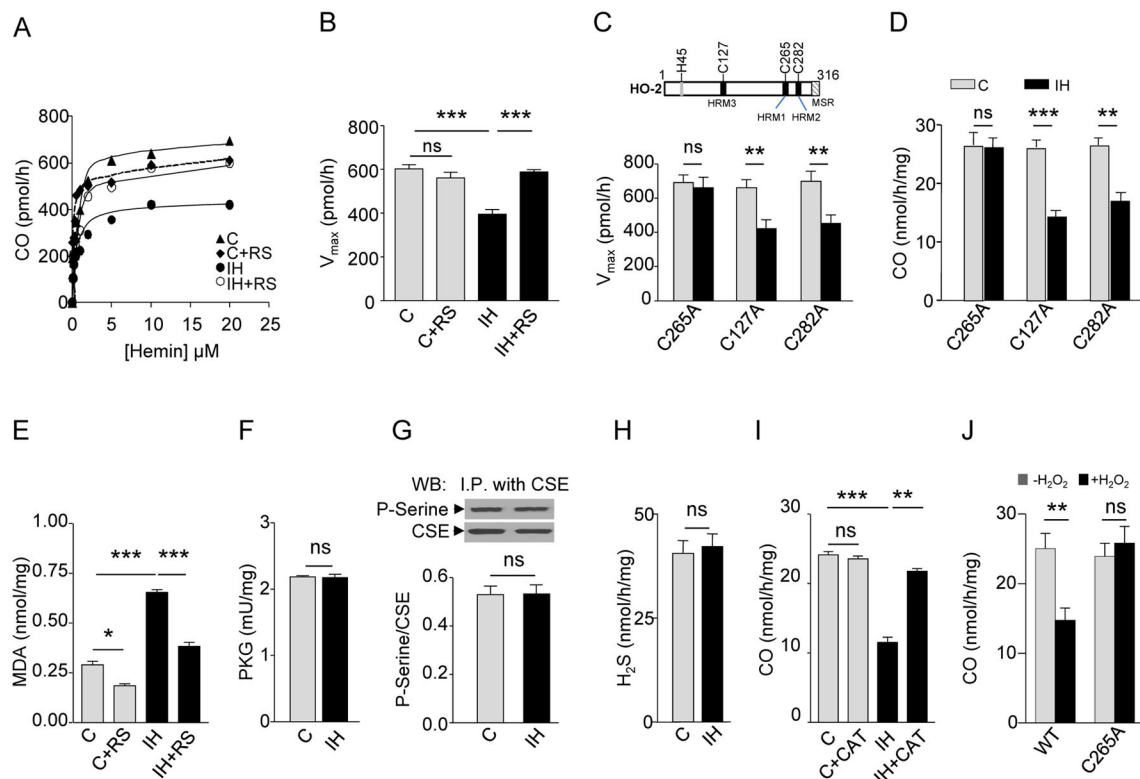 A
CO (pmol/h)
800
600
400
200
0
0 5 10 15 20 25
[Hemin] µM
C
C+RS
IH
IH+RS
B
Vmax (pmol/h)
800
600
400
200
0
*** ***
ns
C C+RS IH IH+RS
C
1 H45 C127 C265 C282 316
HO-2
HRM3 HRM1 HRM2 MSR
Vmax (pmol/h)
800
600
400
200
0
ns ** **
C265A C127A C282A
D
C IH
CO (nmol/h/mg)
30
20
10
0
ns *** **
C265A C127A C282A
E
MDA (nmol/mg)
1.00
0.75
0.50
0.25
0.00
*** ***
*
C C+RS IH IH+RS
F
PKG (mU/mg)
3
2
1
0
ns
C IH
G
WB: I.P. with CSE
P-Serine
CSE
P-Serine/CSE
0.6
0.4
0.2
0.0
ns
C IH
H
H2S (nmol/h/mg)
50
25
0
ns
C IH
I
CO (nmol/h/mg)
30
20
10
0
*** **
ns
C C+CAT IH IH+CAT
J
-H2O2 +H2O2
CO (nmol/h/mg)
30
20
10
0
** ns
WT C265A